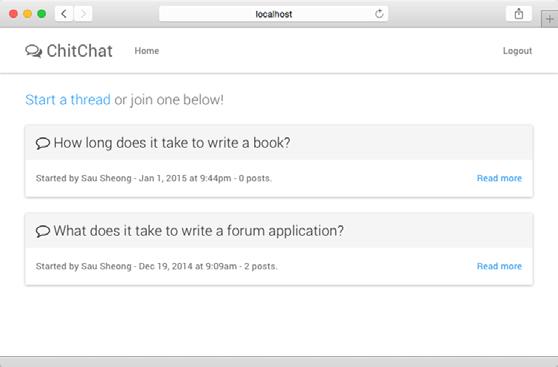 localhost
ChitChat Home Logout
Start a thread or join one below!
How long does it take to write a book?
Started by Sau Sheong - Jan 1, 2015 at 9:44pm - 0 posts. Read more
What does it take to write a forum application?
Started by Sau Sheong - Dec 19, 2014 at 9:09am - 2 posts. Read more